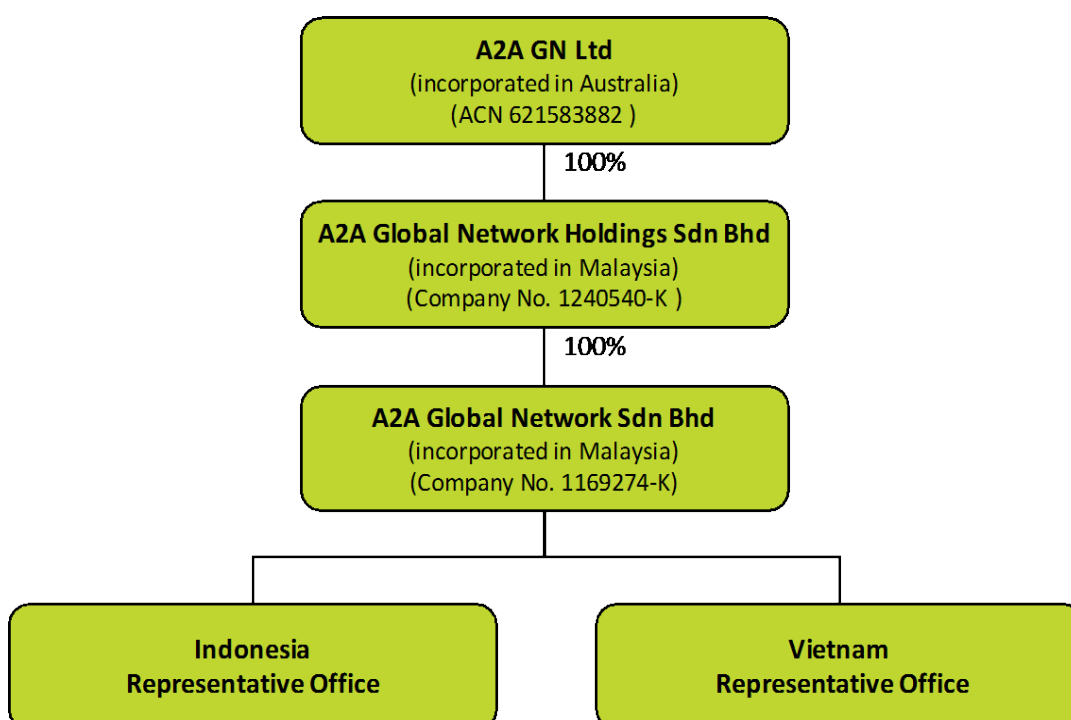 A2A GN Ltd
(incorporated in Australia)
(ACN 621583882 )
100%
A2A Global Network Holdings Sdn Bhd
(incorporated in Malaysia)
(Company No. 1240540-K )
100%
A2A Global Network Sdn Bhd
(incorporated in Malaysia)
(Company No. 1169274-K)
Indonesia
Representative Office
Vietnam
Representative Office